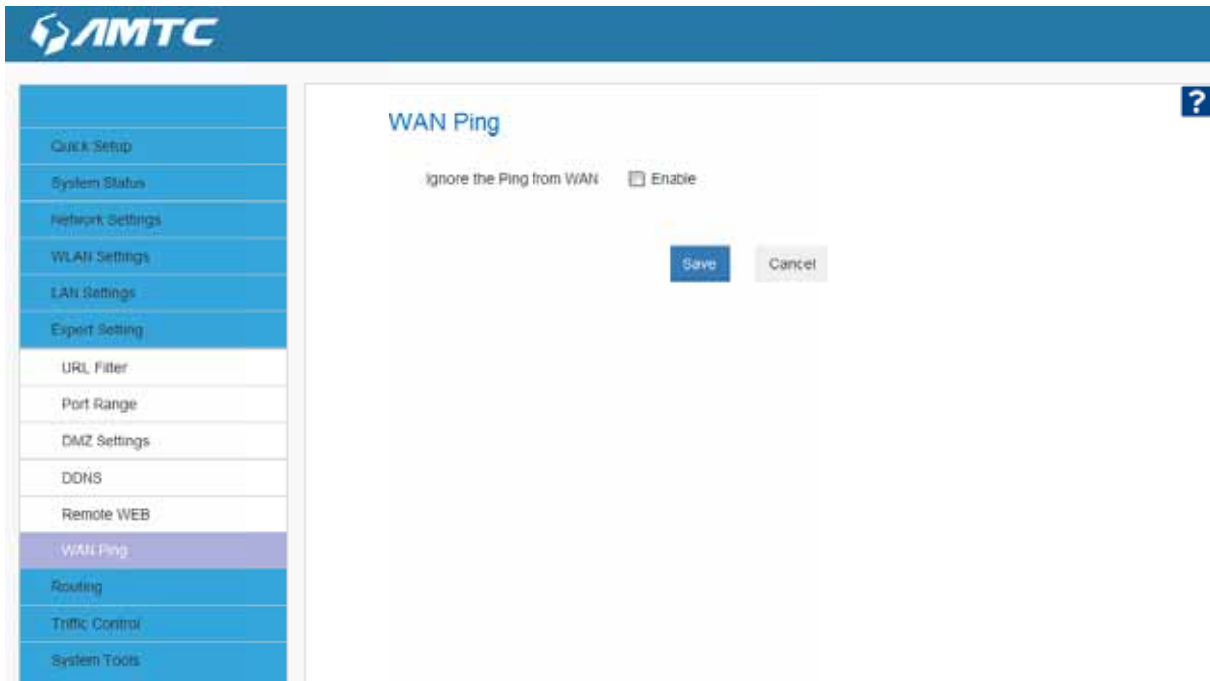 AMTC
?
WAN Ping
Ignore the Ping from WAN Enable
Save Cancel
Quick Setup
System Status
Network Settings
WLAN Settings
LAN Settings
Expert Setting
URL Filter
Port Range
DMZ Settings
DDNS
Remote WEB
WAN Ping
Routing
Triffic Control
System Tools